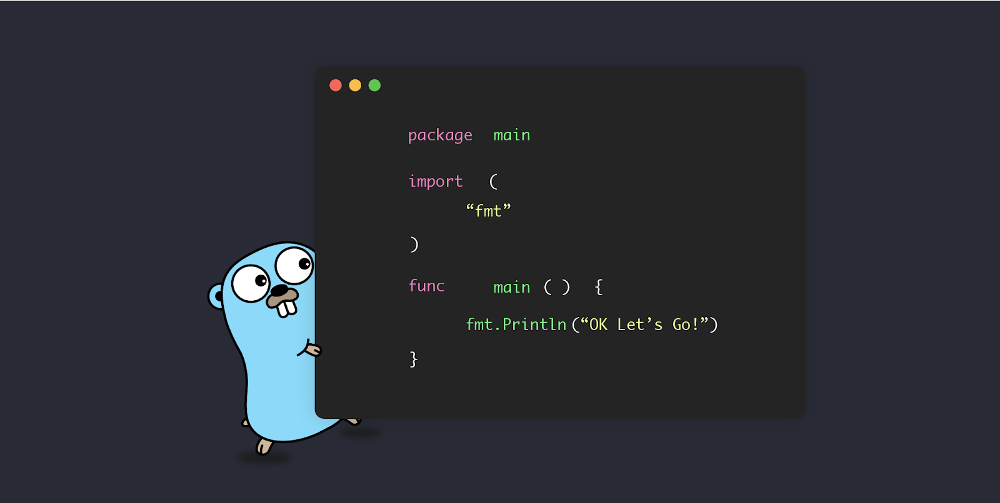 package main
import (
“fmt”
)
func main ( ) {
fmt.Println(“OK Let’s Go!”)
}